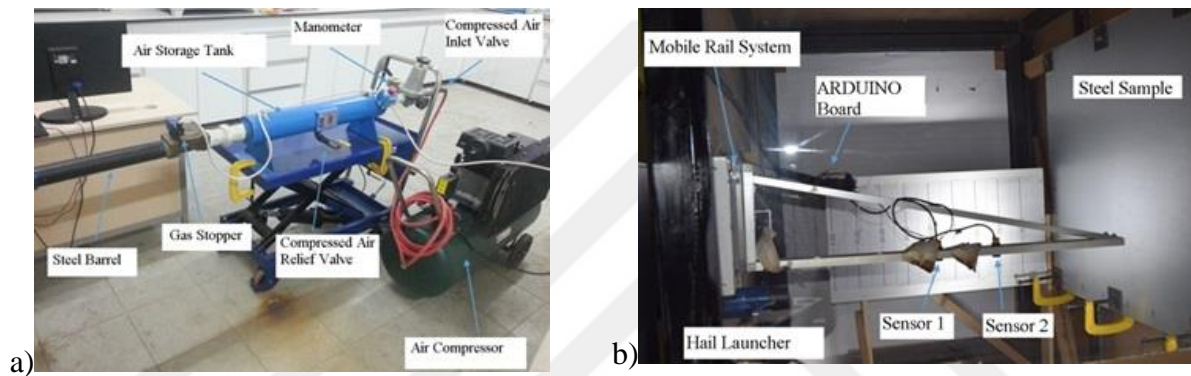 Manometer
Compressed Air
Inlet Valve
Air Storage Tank
Steel Barrel
Gas Stopper
Compressed Air
Relief Valve
Air Compressor
a)
Mobile Rail System
ARDUINO
Board
Steel Sample
Sensor 1
Sensor 2
Hail Launcher
b)